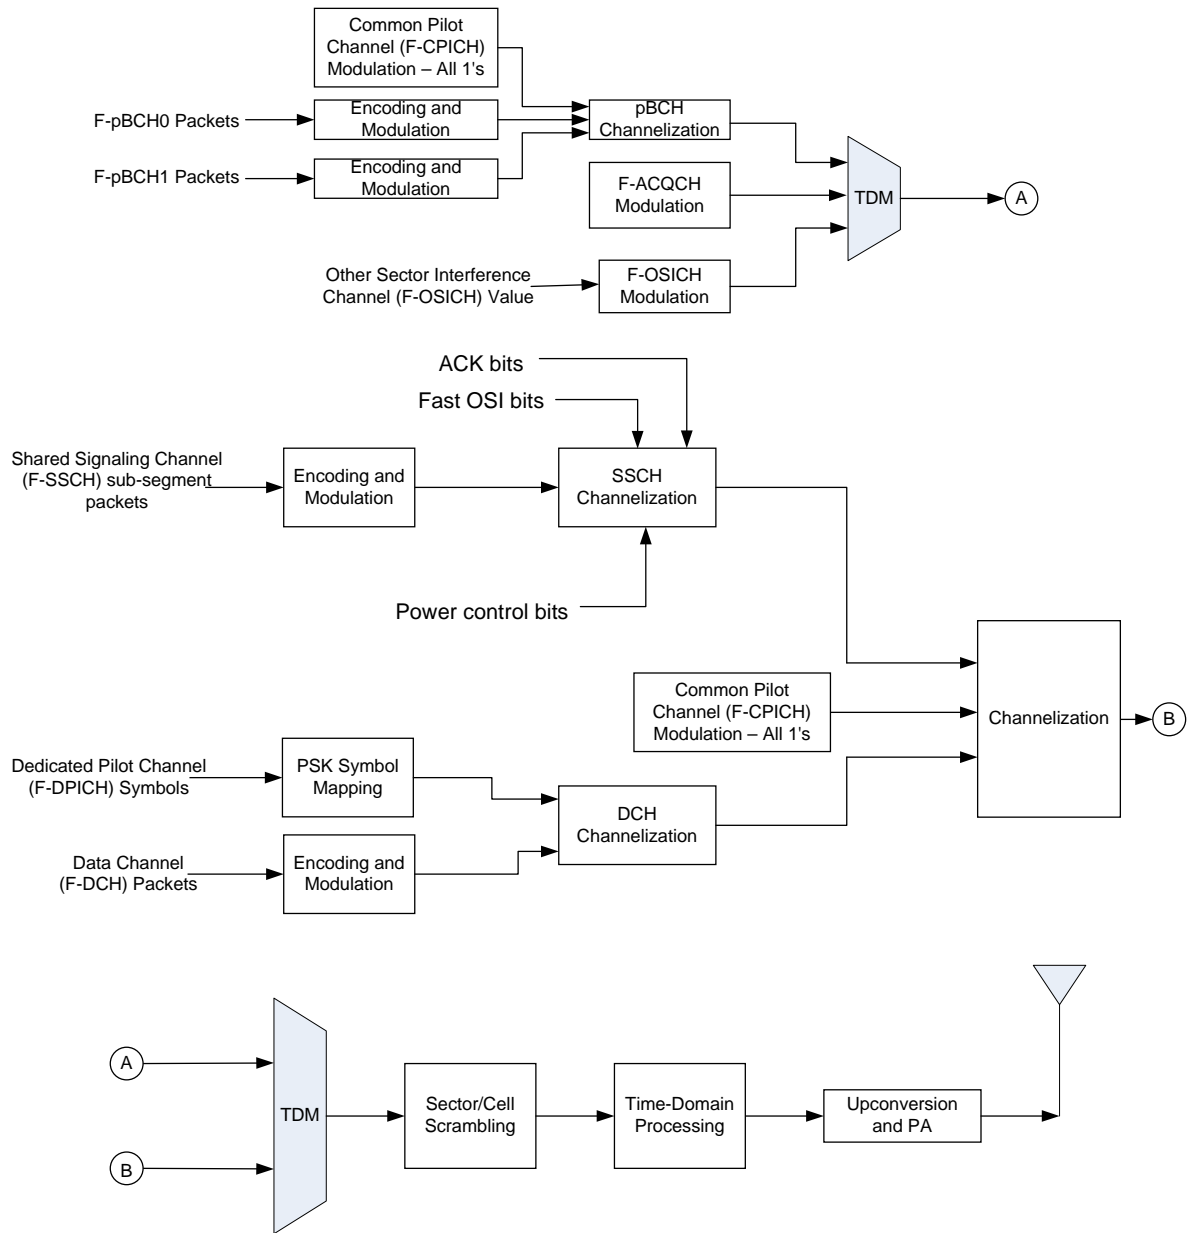 Common Pilot
Channel (F-CPICH)
Modulation – All 1's
F-pBCH0 Packets
Encoding and
Modulation
pBCH
Channelization
F-pBCH1 Packets
Encoding and
Modulation
F-ACQCH
Modulation
TDM
A
Other Sector Interference
Channel (F-OSICH) Value
F-OSICH
Modulation
ACK bits
Fast OSI bits
Shared Signaling Channel
(F-SSCH) sub-segment
packets
Encoding and
Modulation
SSCH
Channelization
Power control bits
Common Pilot
Channel (F-CPICH)
Modulation – All 1's
Channelization
B
Dedicated Pilot Channel
(F-DPICH) Symbols
PSK Symbol
Mapping
DCH
Channelization
Data Channel
(F-DCH) Packets
Encoding and
Modulation
A
B
TDM
Sector/Cell
Scrambling
Time-Domain
Processing
Upconversion
and PA